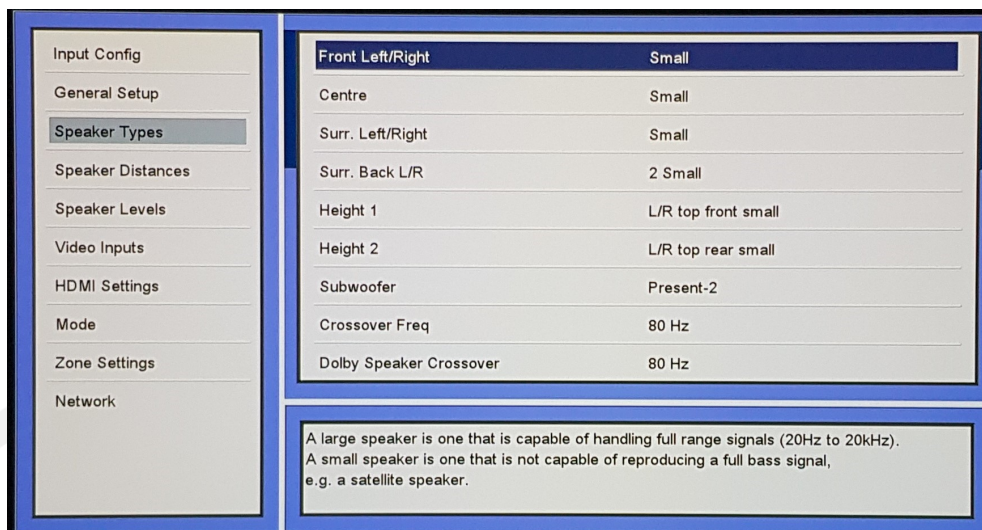 Input Config
General Setup
Speaker Types
Speaker Distances
Speaker Levels
Video Inputs
HDMI Settings
Mode
Zone Settings
Network
Front Left/Right Small
Centre Small
Surr. Left/Right Small
Surr. Back L/R 2 Small
Height 1 L/R top front small
Height 2 L/R top rear small
Subwoofer Present-2
Crossover Freq 80 Hz
Dolby Speaker Crossover 80 Hz
A large speaker is one that is capable of handling full range signals (20Hz to 20kHz).
A small speaker is one that is not capable of reproducing a full bass signal,
e.g. a satellite speaker.